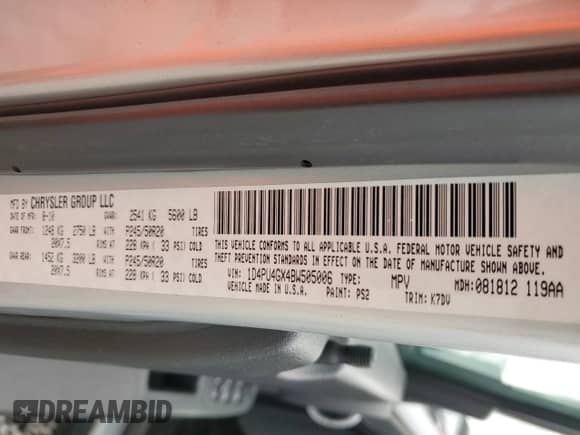 MFD BY CHRYSLER GROUP LLC
DATE OF MFR 8-10 GVWR: 2541 KG 5600 LB
GAWR FRONT: 1248 KG 2750 LB P245/50R20 TIRES
20X7.5 RIMS AT 228 KPA | 33 PSI COLD
GAWR REAR: 1452 KG 3200 LB P245/50R20 TIRES
20X7.5 RIMS AT 228 KPA | 33 PSI COLD
THIS VEHICLE CONFORMS TO ALL APPLICABLE U.S.A. FEDERAL MOTOR VEHICLE SAFETY AND
THEFT PREVENTION STANDARDS IN EFFECT ON THE DATE OF MANUFACTURE SHOWN ABOVE.
VIN: 1D4PU4GX4BW505006 TYPE: MPV MDH: 081812 119AA
VEHICLE MADE IN U.S.A. PAINT: PS2 TRIM: K7DV
DREAMBID